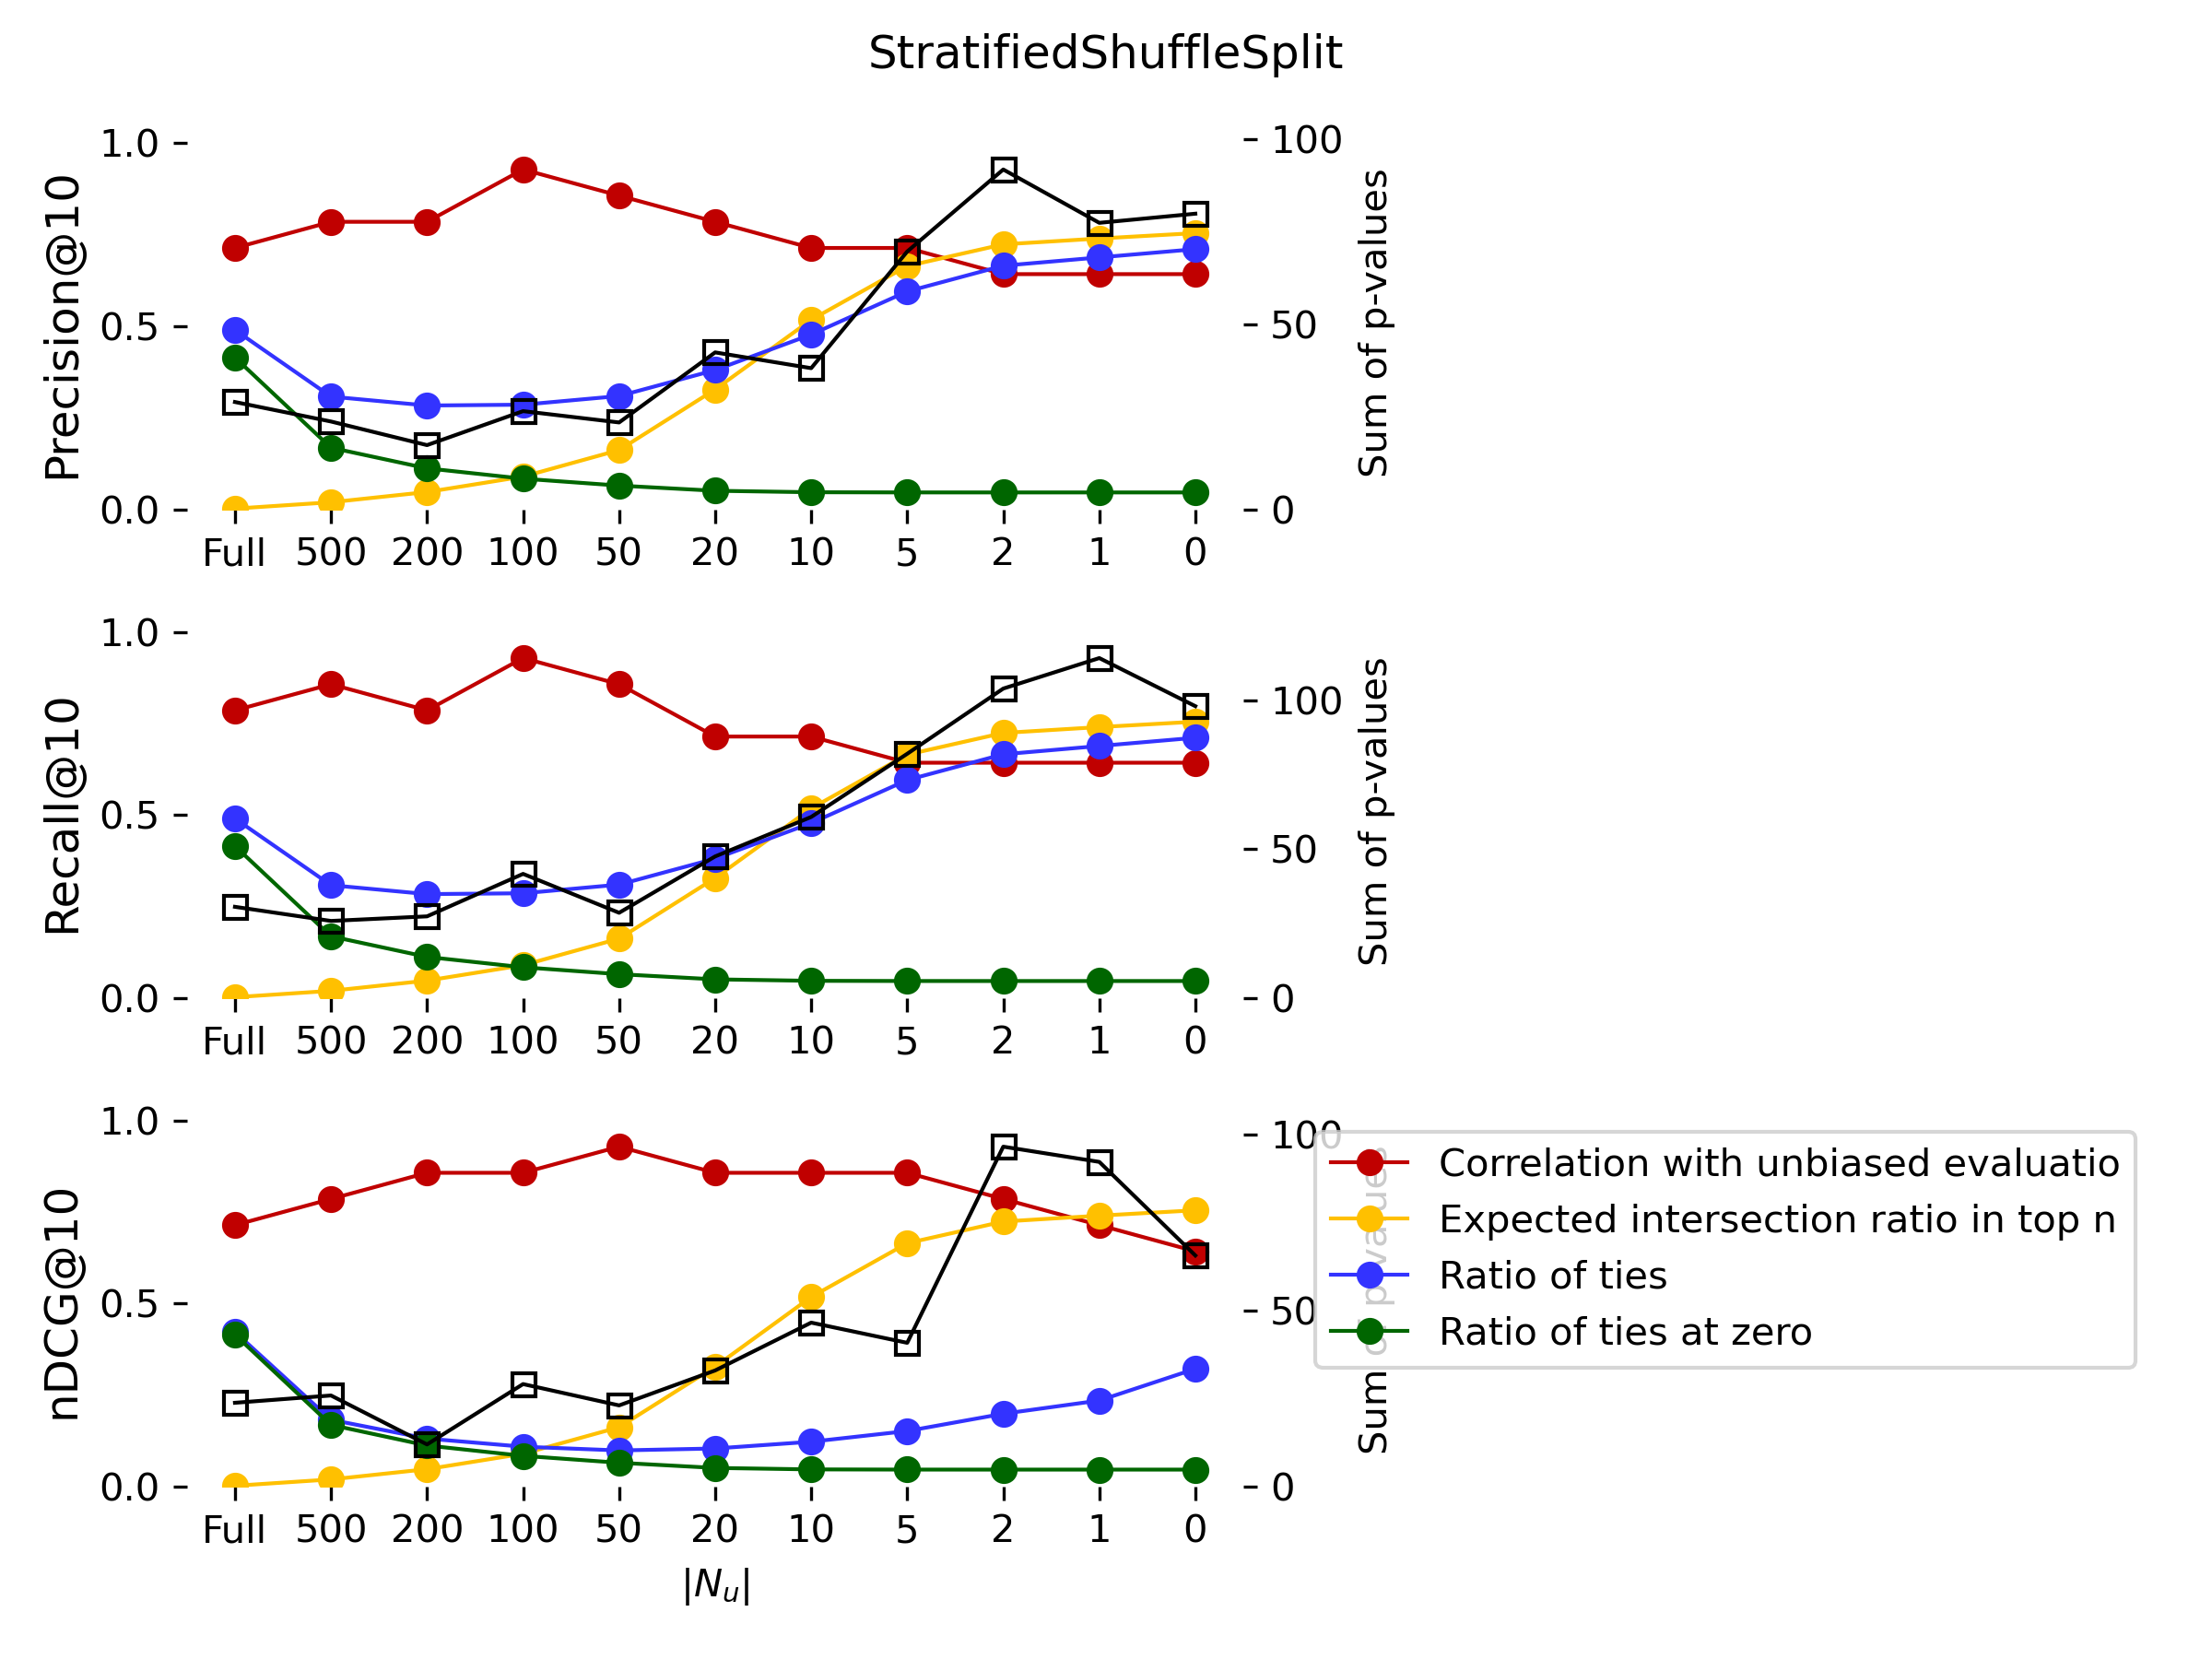 StratifiedShuffleSplit
Precision@10
1.0
0.5
0.0
100
50
0
Sum of p-values
Full 500 200 100 50 20 10 5 2 1 0
Recall@10
1.0
0.5
0.0
100
50
0
Sum of p-values
Full 500 200 100 50 20 10 5 2 1 0
nDCG@10
1.0
0.5
0.0
100
50
0
Sum of p-values
Correlation with unbiased evaluatio
Expected intersection ratio in top n
Ratio of ties
Ratio of ties at zero
Full 500 200 100 50 20 10 5 2 1 0
|N_u|